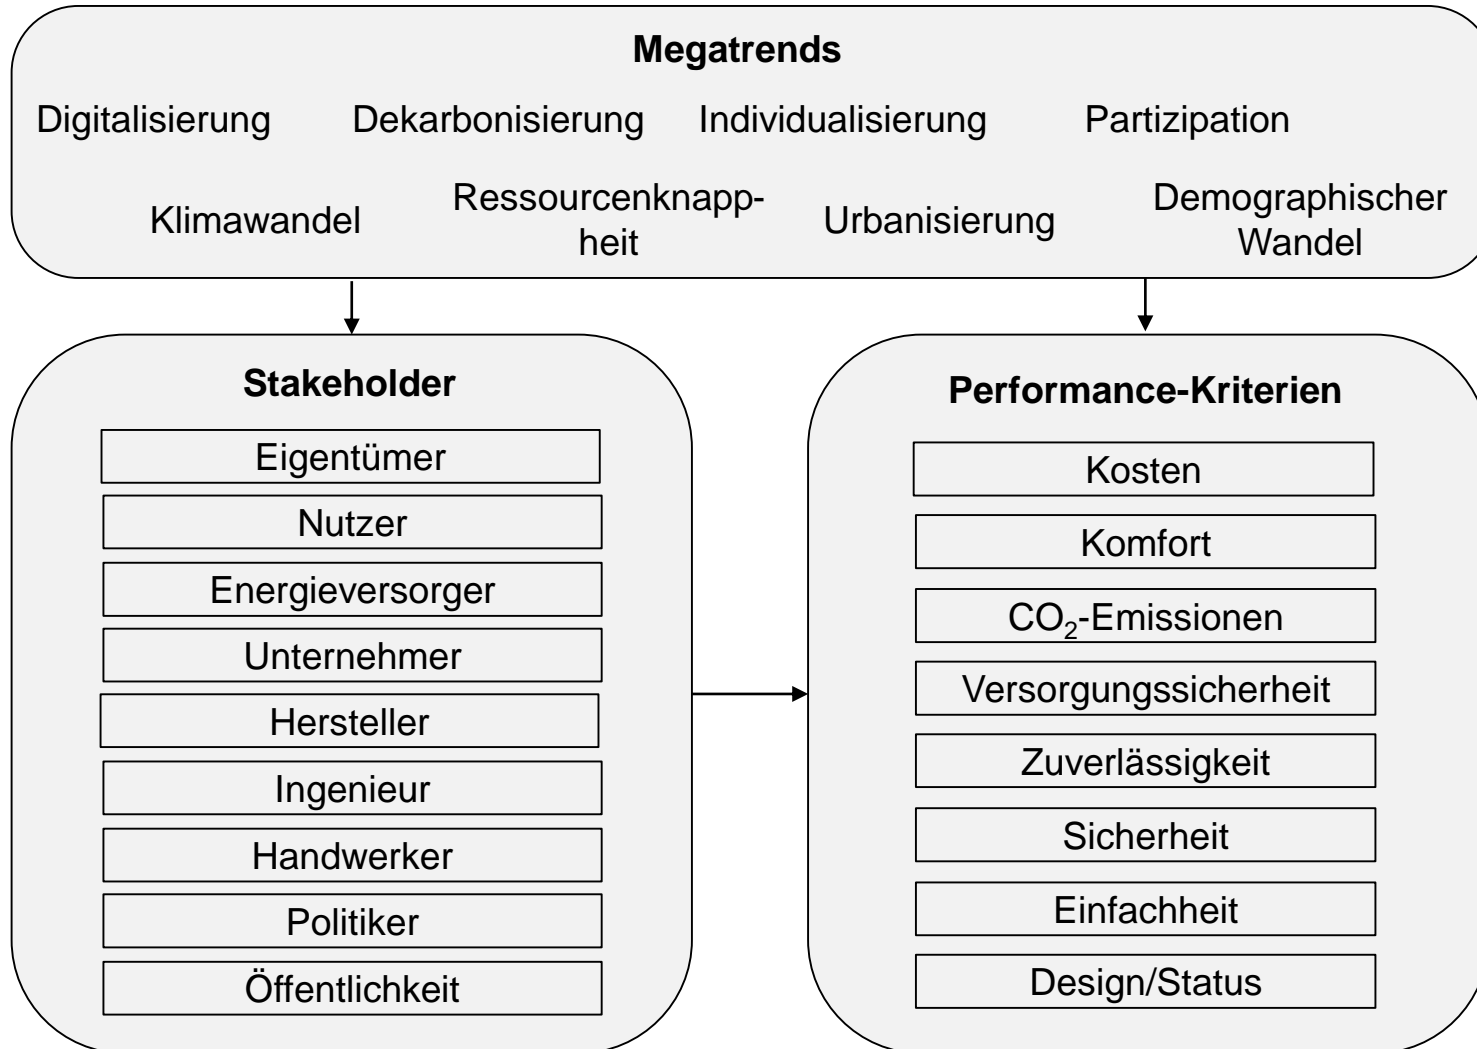 Megatrends
Digitalisierung Dekarbonisierung Individualisierung Partizipation
Klimawandel Ressourcenknapp-
heit Urbanisierung Demographischer
Wandel
Stakeholder
Eigentümer
Nutzer
Energieversorger
Unternehmer
Hersteller
Ingenieur
Handwerker
Politiker
Öffentlichkeit
Performance-Kriterien
Kosten
Komfort
CO₂-Emissionen
Versorgungssicherheit
Zuverlässigkeit
Sicherheit
Einfachheit
Design/Status